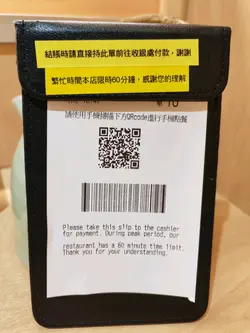 結賬時請直接持此單前往收銀處付款，謝謝
繁忙時間本店限時60分鐘，感謝您的理解
10
請使用手機掃描下方QRcode進行手機點餐
Please take this slip to the cashier
for payment. During peak period, our
restaurant has a 60 minute time limit.
Thank you for your understanding.